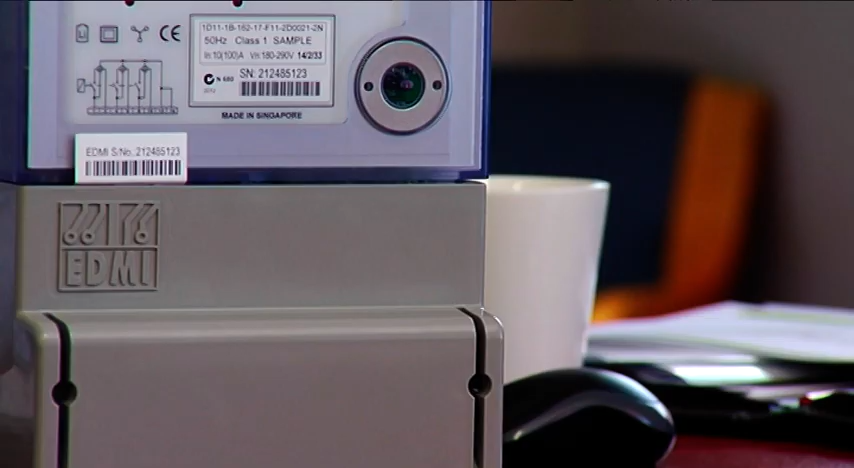 1D11-1B-162-17-F11-2D0021-2N
50Hz Class 1 SAMPLE
In:10(100)A Vn:180-290V 14/2/33
N 680 SN: 212485123
MADE IN SINGAPORE
EDMI S/No. 212485123
EDMI